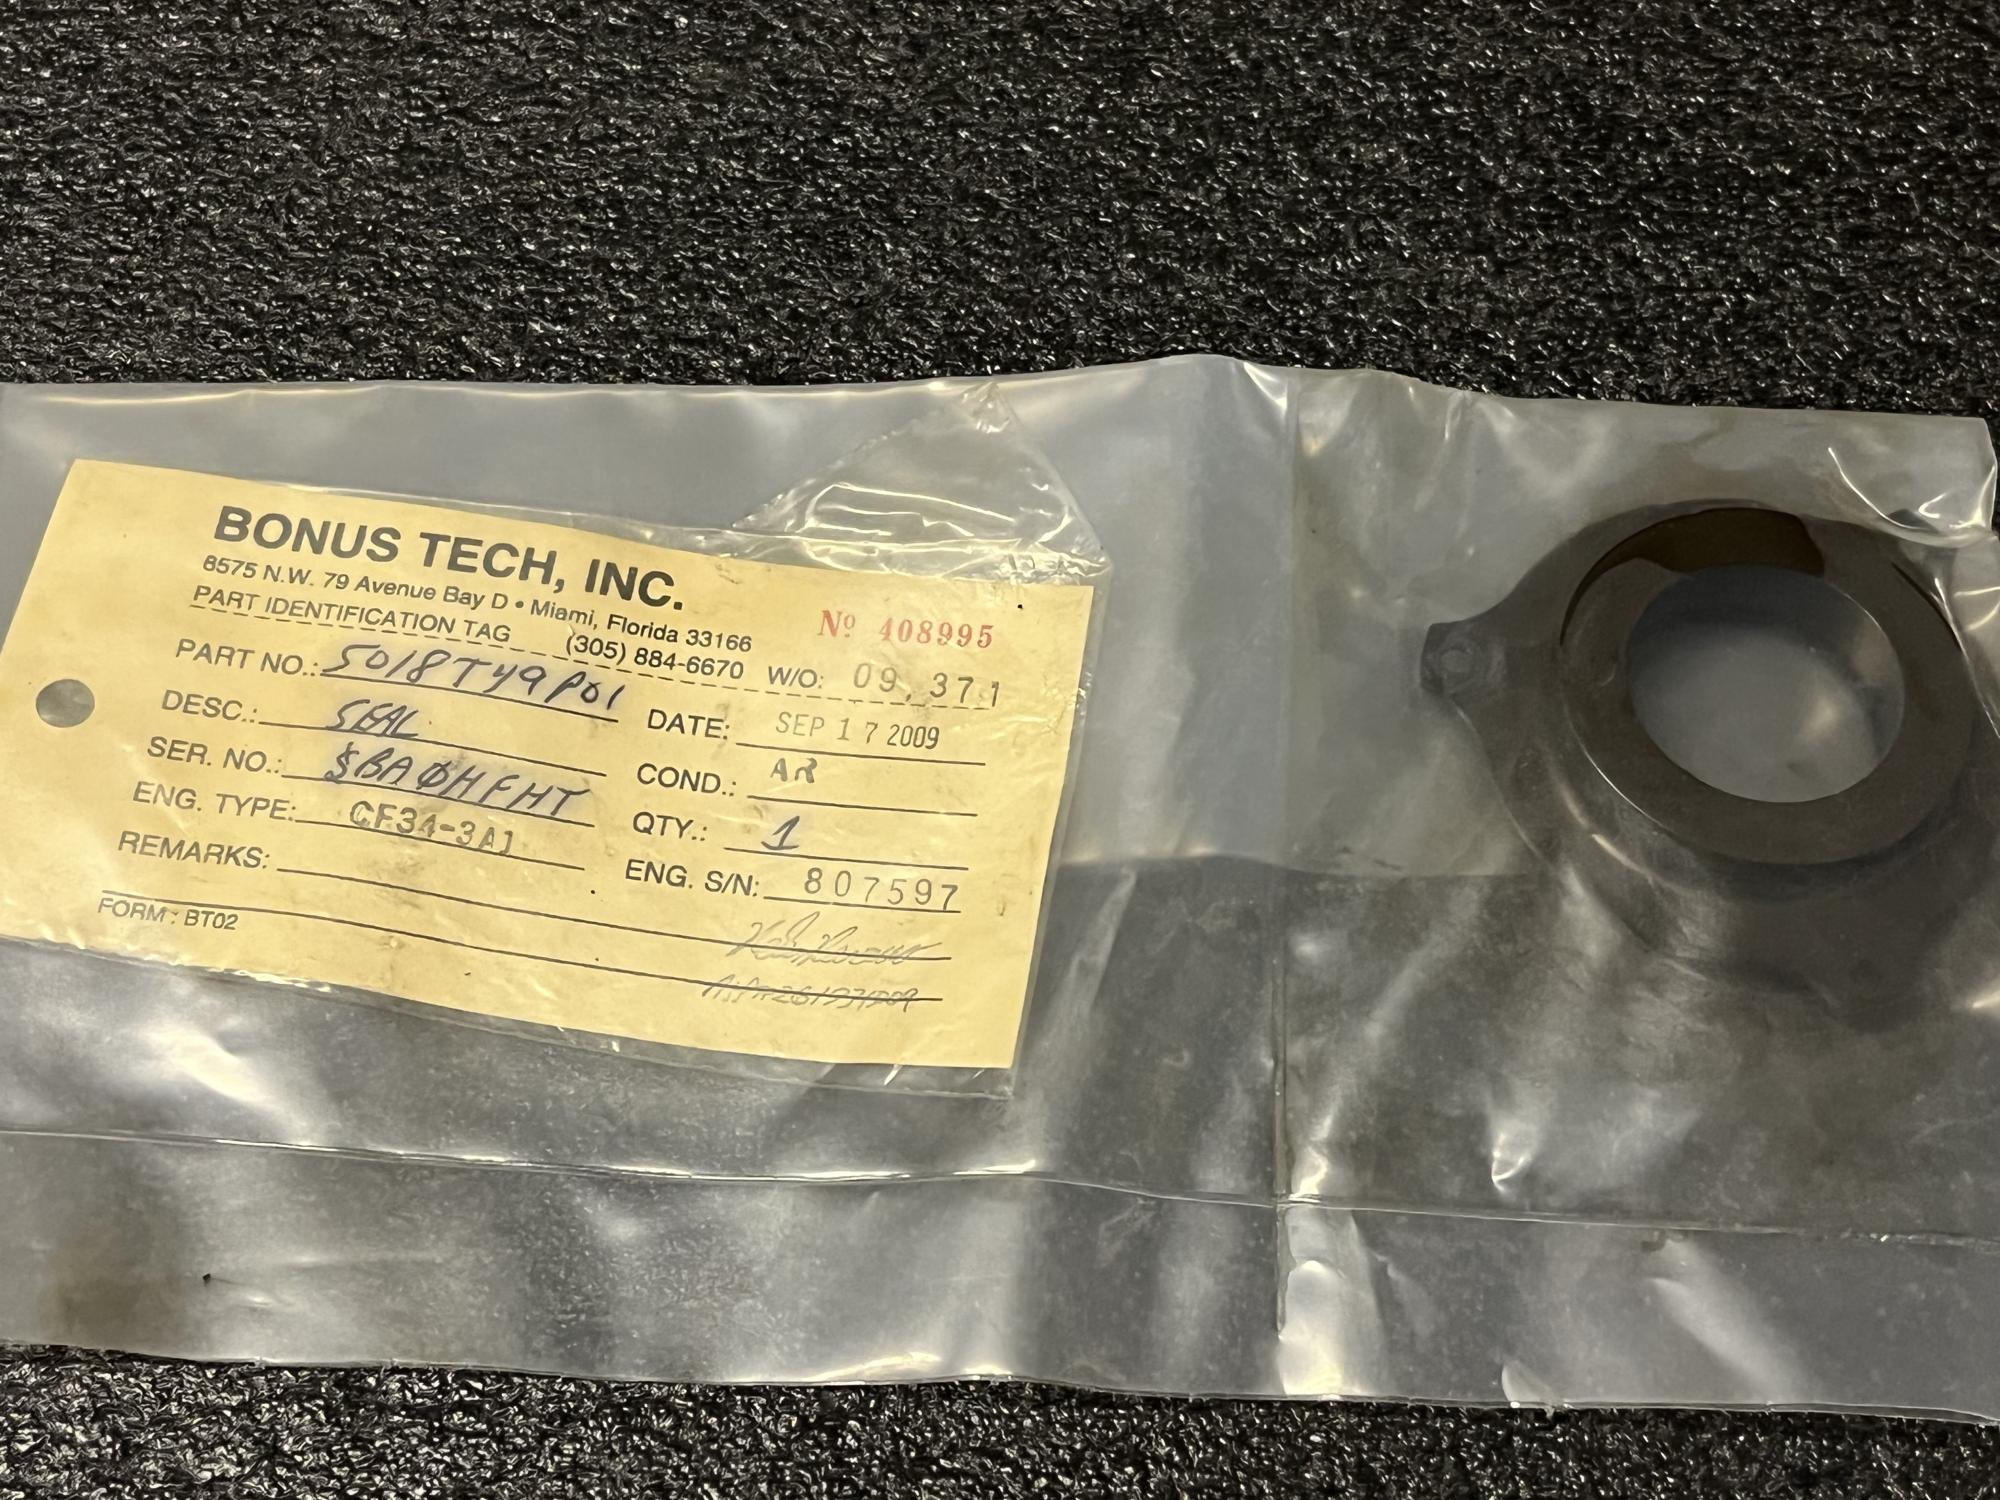 BONUS TECH, INC.
8575 N.W. 79 Avenue Bay D • Miami, Florida 33166
PART IDENTIFICATION TAG (305) 884-6670
Nº 408995
W/O: 09,371
PART NO.: 5018T49P01
DATE: SEP 17 2009
DESC.: SEAL
COND.: AR
SER. NO.: SBAØHFHT
QTY.: 1
ENG. TYPE: CF34-3A1
ENG. S/N: 807597
REMARKS:
FORM: BT02